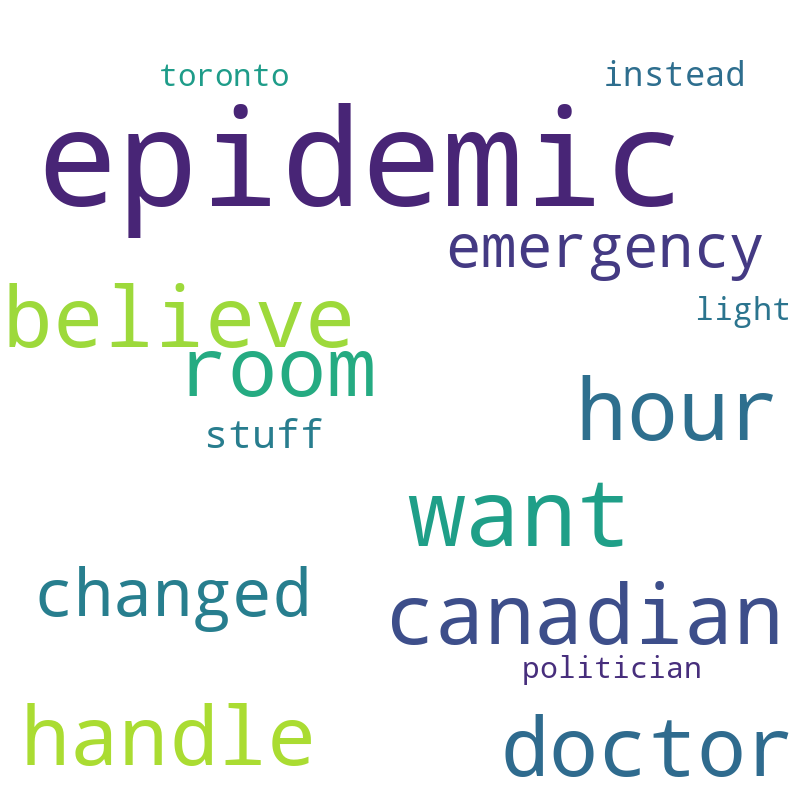 toronto
instead
epidemic
emergency
believe
light
room
hour
stuff
want
changed
canadian
politician
handle
doctor